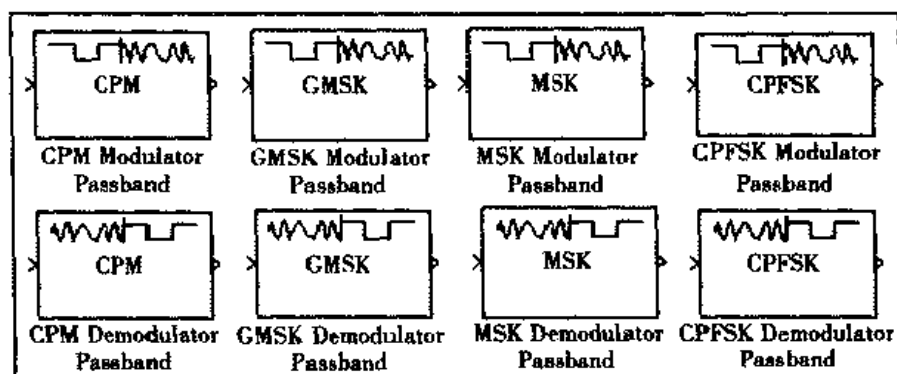 CPM GMSK MSK CPFSK
CPM Modulator GMSK Modulator MSK Modulator CPFSK Modulator
Passband Passband Passband Passband
CPM GMSK MSK CPFSK
CPM Demodulator GMSK Demodulator MSK Demodulator CPFSK Demodulator
Passband Passband Passband Passband